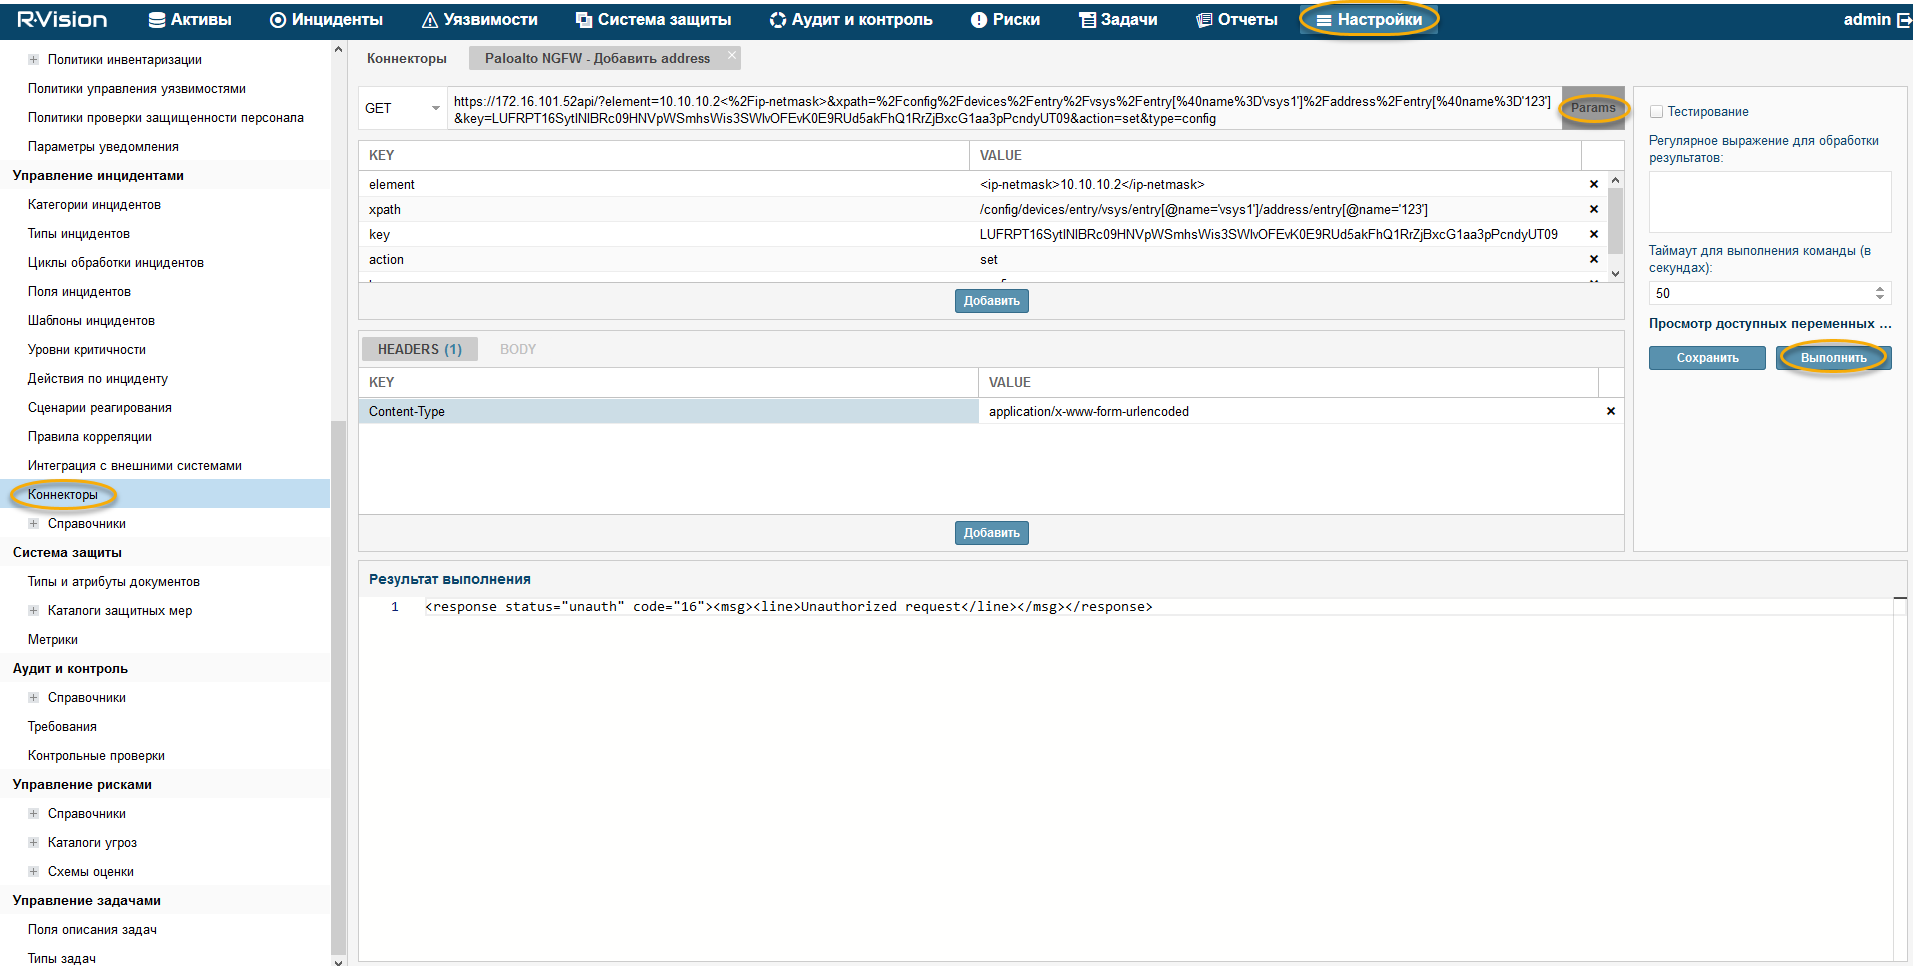 R-Vision
Активы
Инциденты
Уязвимости
Система защиты
Аудит и контроль
Риски
Задачи
Отчеты
Настройки
admin
Политики инвентаризации
Политики управления уязвимостями
Политики проверки защищенности персонала
Параметры уведомления
Управление инцидентами
Категории инцидентов
Типы инцидентов
Циклы обработки инцидентов
Поля инцидентов
Шаблоны инцидентов
Уровни критичности
Действия по инциденту
Сценарии реагирования
Правила корреляции
Интеграция с внешними системами
Коннекторы
Справочники
Система защиты
Типы и атрибуты документов
Каталоги защитных мер
Метрики
Аудит и контроль
Справочники
Требования
Контрольные проверки
Управление рисками
Справочники
Каталоги угроз
Схемы оценки
Управление задачами
Поля описания задач
Типы задач
Коннекторы
Paloalto NGFW - Добавить address
GET
https://172.16.101.52api/?element=10.10.10.2<%2Fip-netmask>&xpath=%2Fconfig%2Fdevices%2Fentry%2Fvsys%2Fentry[%40name%3D'vsys1']%2Faddress%2Fentry[%40name%3D'123']
&key=LUFRPT16SytlNlBRc09HNVpWSmhsWis3SWlvOFEvK0E9RUd5akFhQ1RrZjBxcG1aa3pPcndyUT09&action=set&type=config
Params
KEY VALUE
element <ip-netmask>10.10.10.2</ip-netmask>
xpath /config/devices/entry/vsys/entry[@name='vsys1']/address/entry[@name='123']
key LUFRPT16SytlNlBRc09HNVpWSmhsWis3SWlvOFEvK0E9RUd5akFhQ1RrZjBxcG1aa3pPcndyUT09
action set
Добавить
HEADERS (1) BODY
KEY VALUE
Content-Type application/x-www-form-urlencoded
Добавить
Тестирование
Регулярное выражение для обработки
результатов:
Таймаут для выполнения команды (в
секундах):
50
Просмотр доступных переменных ...
Сохранить
Выполнить
Результат выполнения
1 <response status="unauth" code="16"><msg><line>Unauthorized request</line></msg></response>